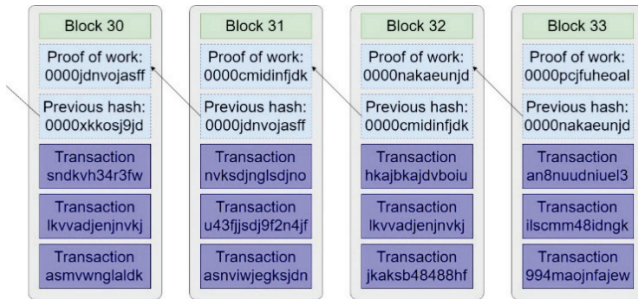 Block 30
Proof of work:
0000jdnvojasff
Previous hash:
0000xkkosj9jd
Transaction
sndkvh34r3fw
Transaction
lkvvadjenjnvkj
Transaction
asmvwnglaldk
Block 31
Proof of work:
0000cmidinfjdk
Previous hash:
0000jdnvojasff
Transaction
nvksdjnglsdjno
Transaction
u43fjjsdj9f2n4jf
Transaction
asnviwjegksjdn
Block 32
Proof of work:
0000nakaeunjd
Previous hash:
0000cmidinfjdk
Transaction
hkajbkajdvboiu
Transaction
lkvvadjenjnvkj
Transaction
jkaksb48488hf
Block 33
Proof of work:
0000pcjfuheoal
Previous hash:
0000nakaeunjd
Transaction
an8nuudniuel3
Transaction
ilscmm48idngk
Transaction
994maojnfajew